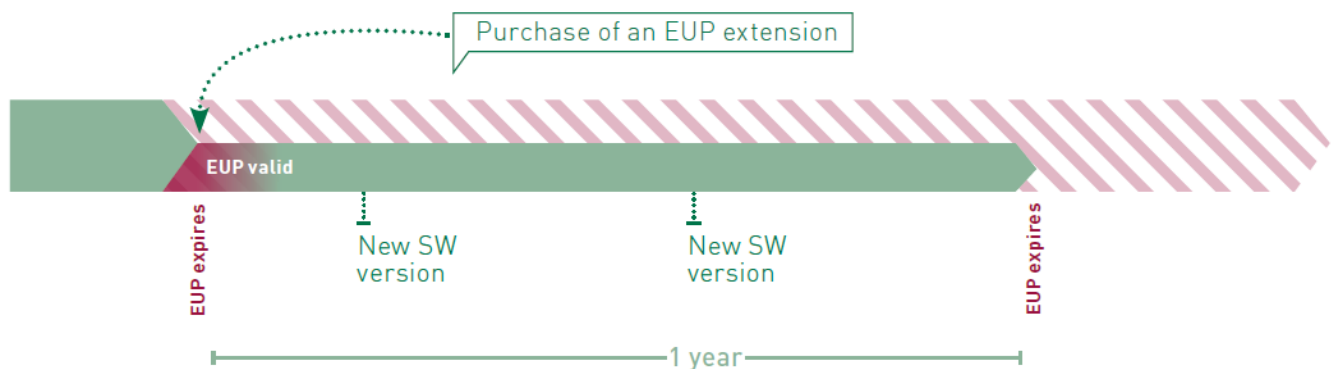 Purchase of an EUP extension
EUP valid
EUP expires
New SW
version
New SW
version
EUP expires
1 year